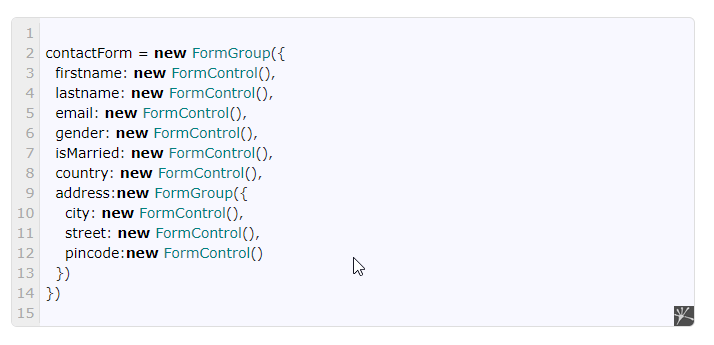 1
2 contactForm = new FormGroup({
3 firstname: new FormControl(),
4 lastname: new FormControl(),
5 email: new FormControl(),
6 gender: new FormControl(),
7 isMarried: new FormControl(),
8 country: new FormControl(),
9 address:new FormGroup({
10 city: new FormControl(),
11 street: new FormControl(),
12 pincode:new FormControl()
13 })
14 })
15